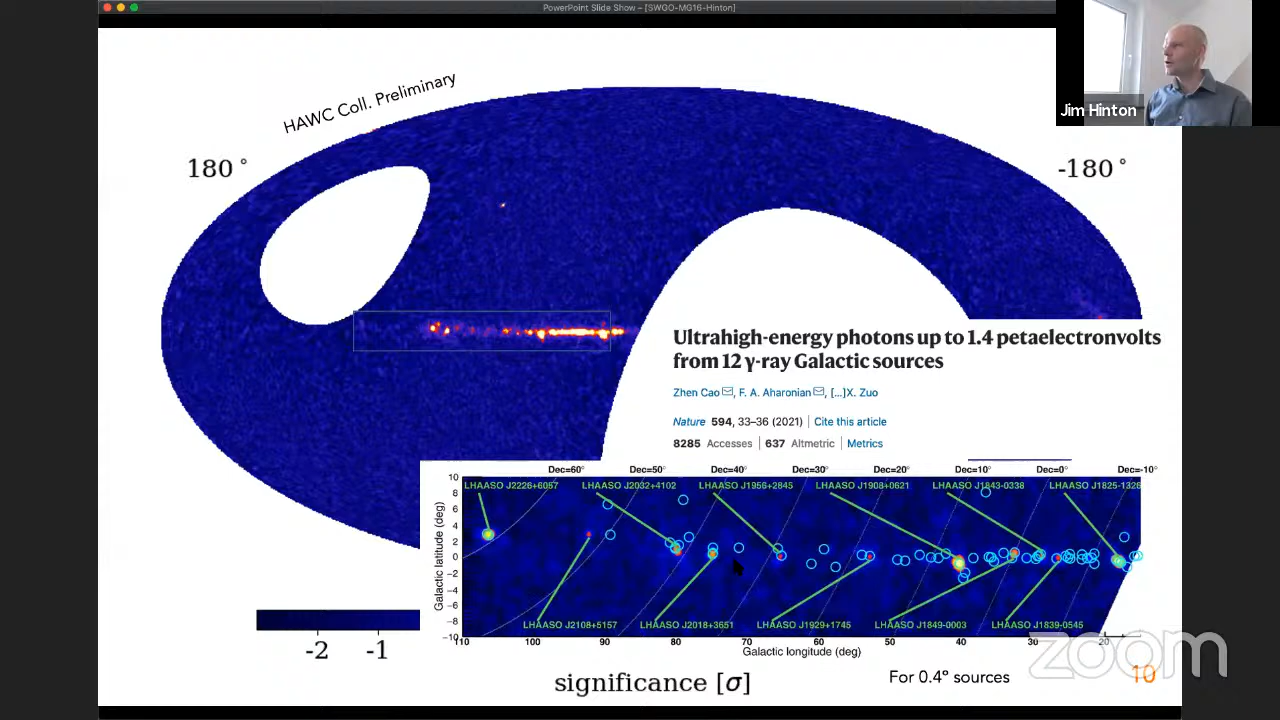 PowerPoint Slide Show – [SWGO-MG16-Hinton]
Jim Hinton
HAWC Coll. Preliminary
180°
-180°
Ultrahigh-energy photons up to 1.4 petaelectronvolts
from 12 γ-ray Galactic sources
Zhen Cao, F. A. Aharonian, [...]X. Zuo
Nature 594, 33–36 (2021) | Cite this article
8285 Accesses | 637 Altmetric | Metrics
Dec=60° Dec=50° Dec=40° Dec=30° Dec=20° Dec=10° Dec=0° Dec=-10°
LHAASO J2226+6057 LHAASO J2032+4102 LHAASO J1956+2845 LHAASO J1908+0621 LHAASO J1843-0338 LHAASO J1825-1326
10
8
6
4
2
0
−2
−4
−6
−8
−10
Galactic latitude (deg)
LHAASO J2108+5157 LHAASO J2018+3651 LHAASO J1929+1745 LHAASO J1849-0003 LHAASO J1839-0545
110 100 90 80 70 60 50 40 30 20
Galactic longitude (deg)
-2 -1
significance [σ]
For 0.4° sources
10
zoom